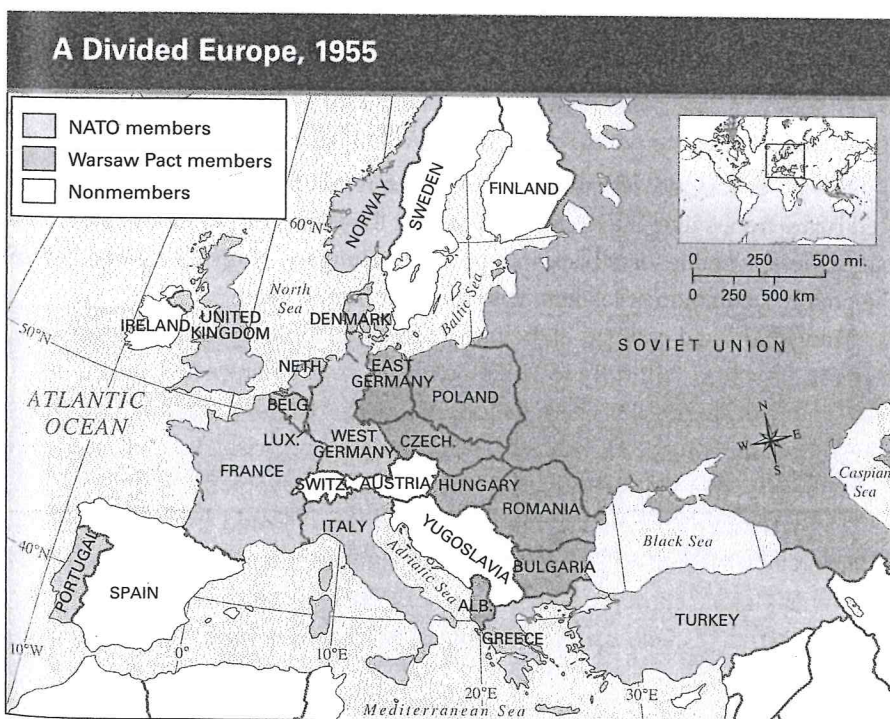 A Divided Europe, 1955
NATO members
Warsaw Pact members
Nonmembers
0 250 500 mi.
0 250 500 km
60°N
50°N
40°N
10°W
0°
10°E
20°E
30°E
NORWAY
SWEDEN
FINLAND
North
Sea
Baltic Sea
IRELAND
UNITED
KINGDOM
DENMARK
SOVIET UNION
NETH.
EAST
GERMANY
POLAND
BELG.
ATLANTIC
OCEAN
LUX.
WEST
GERMANY
CZECH.
N
W E
S
FRANCE
SWITZ.
AUSTRIA
HUNGARY
Caspian
Sea
ROMANIA
ITALY
YUGOSLAVIA
Black Sea
Adriatic Sea
BULGARIA
PORTUGAL
SPAIN
ALB.
GREECE
TURKEY
Mediterranean Sea